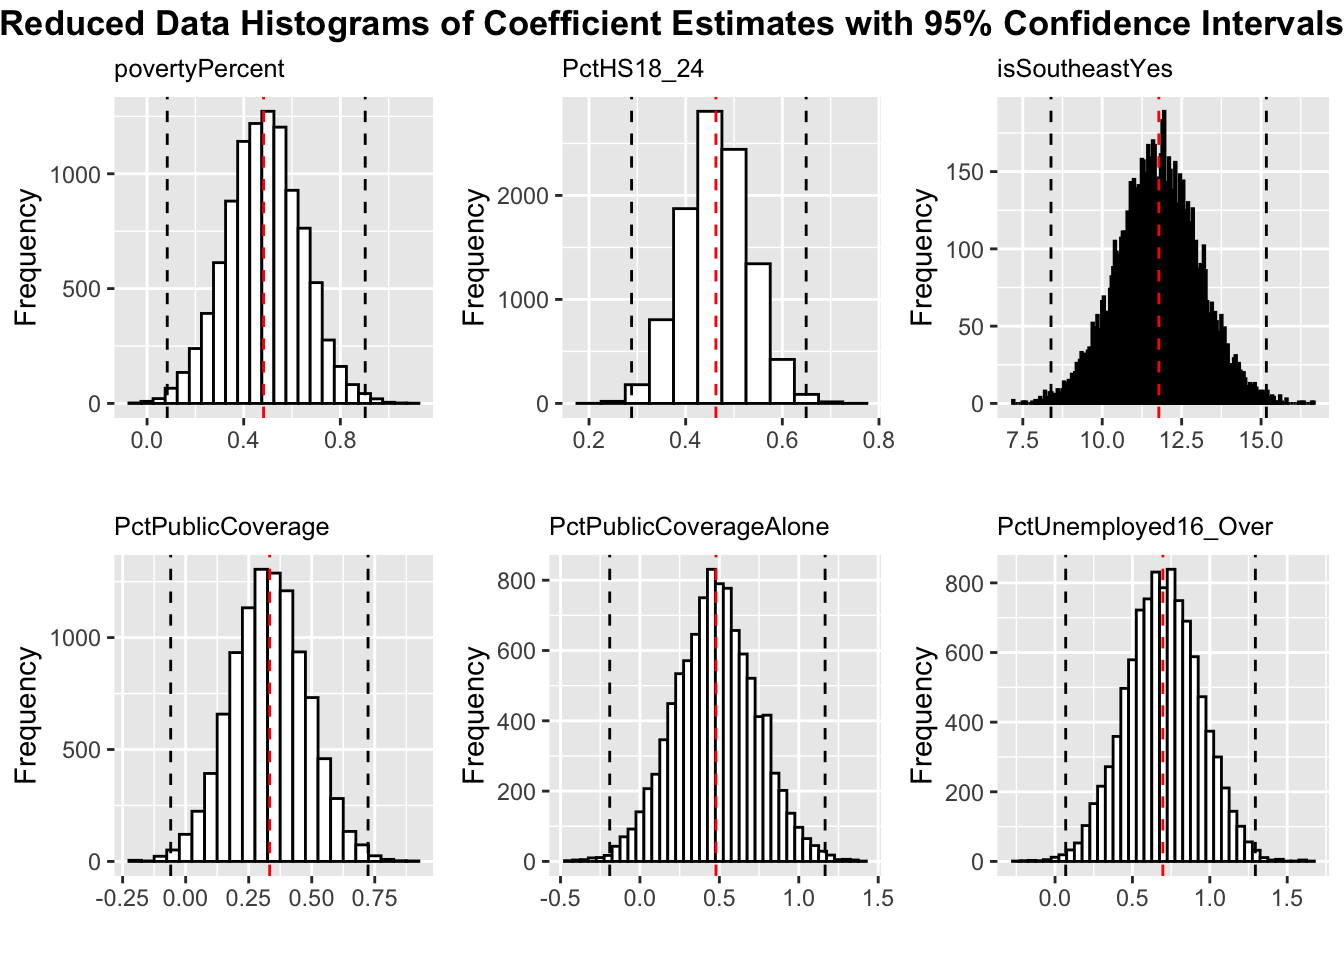 Reduced Data Histograms of Coefficient Estimates with 95% Confidence Intervals
povertyPercent
PctHS18_24
isSoutheastYes
Frequency
1000
500
0
0.0 0.4 0.8
Frequency
2000
1000
0
0.2 0.4 0.6 0.8
Frequency
150
100
50
0
7.5 10.0 12.5 15.0
PctPublicCoverage
PctPublicCoverageAlone
PctUnemployed16_Over
Frequency
1000
500
0
-0.25 0.00 0.25 0.50 0.75
Frequency
800
600
400
200
0
-0.5 0.0 0.5 1.0 1.5
Frequency
800
600
400
200
0
0.0 0.5 1.0 1.5